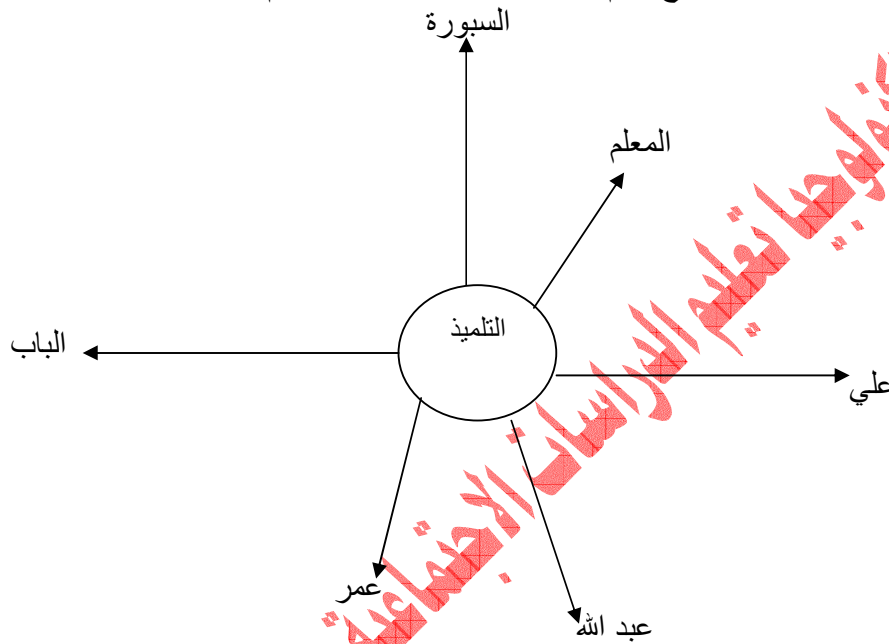 السبورة
المعلم
التلميذ
الباب
علي
عمر
عبد الله
تعليم الدراسات الاجتماعية